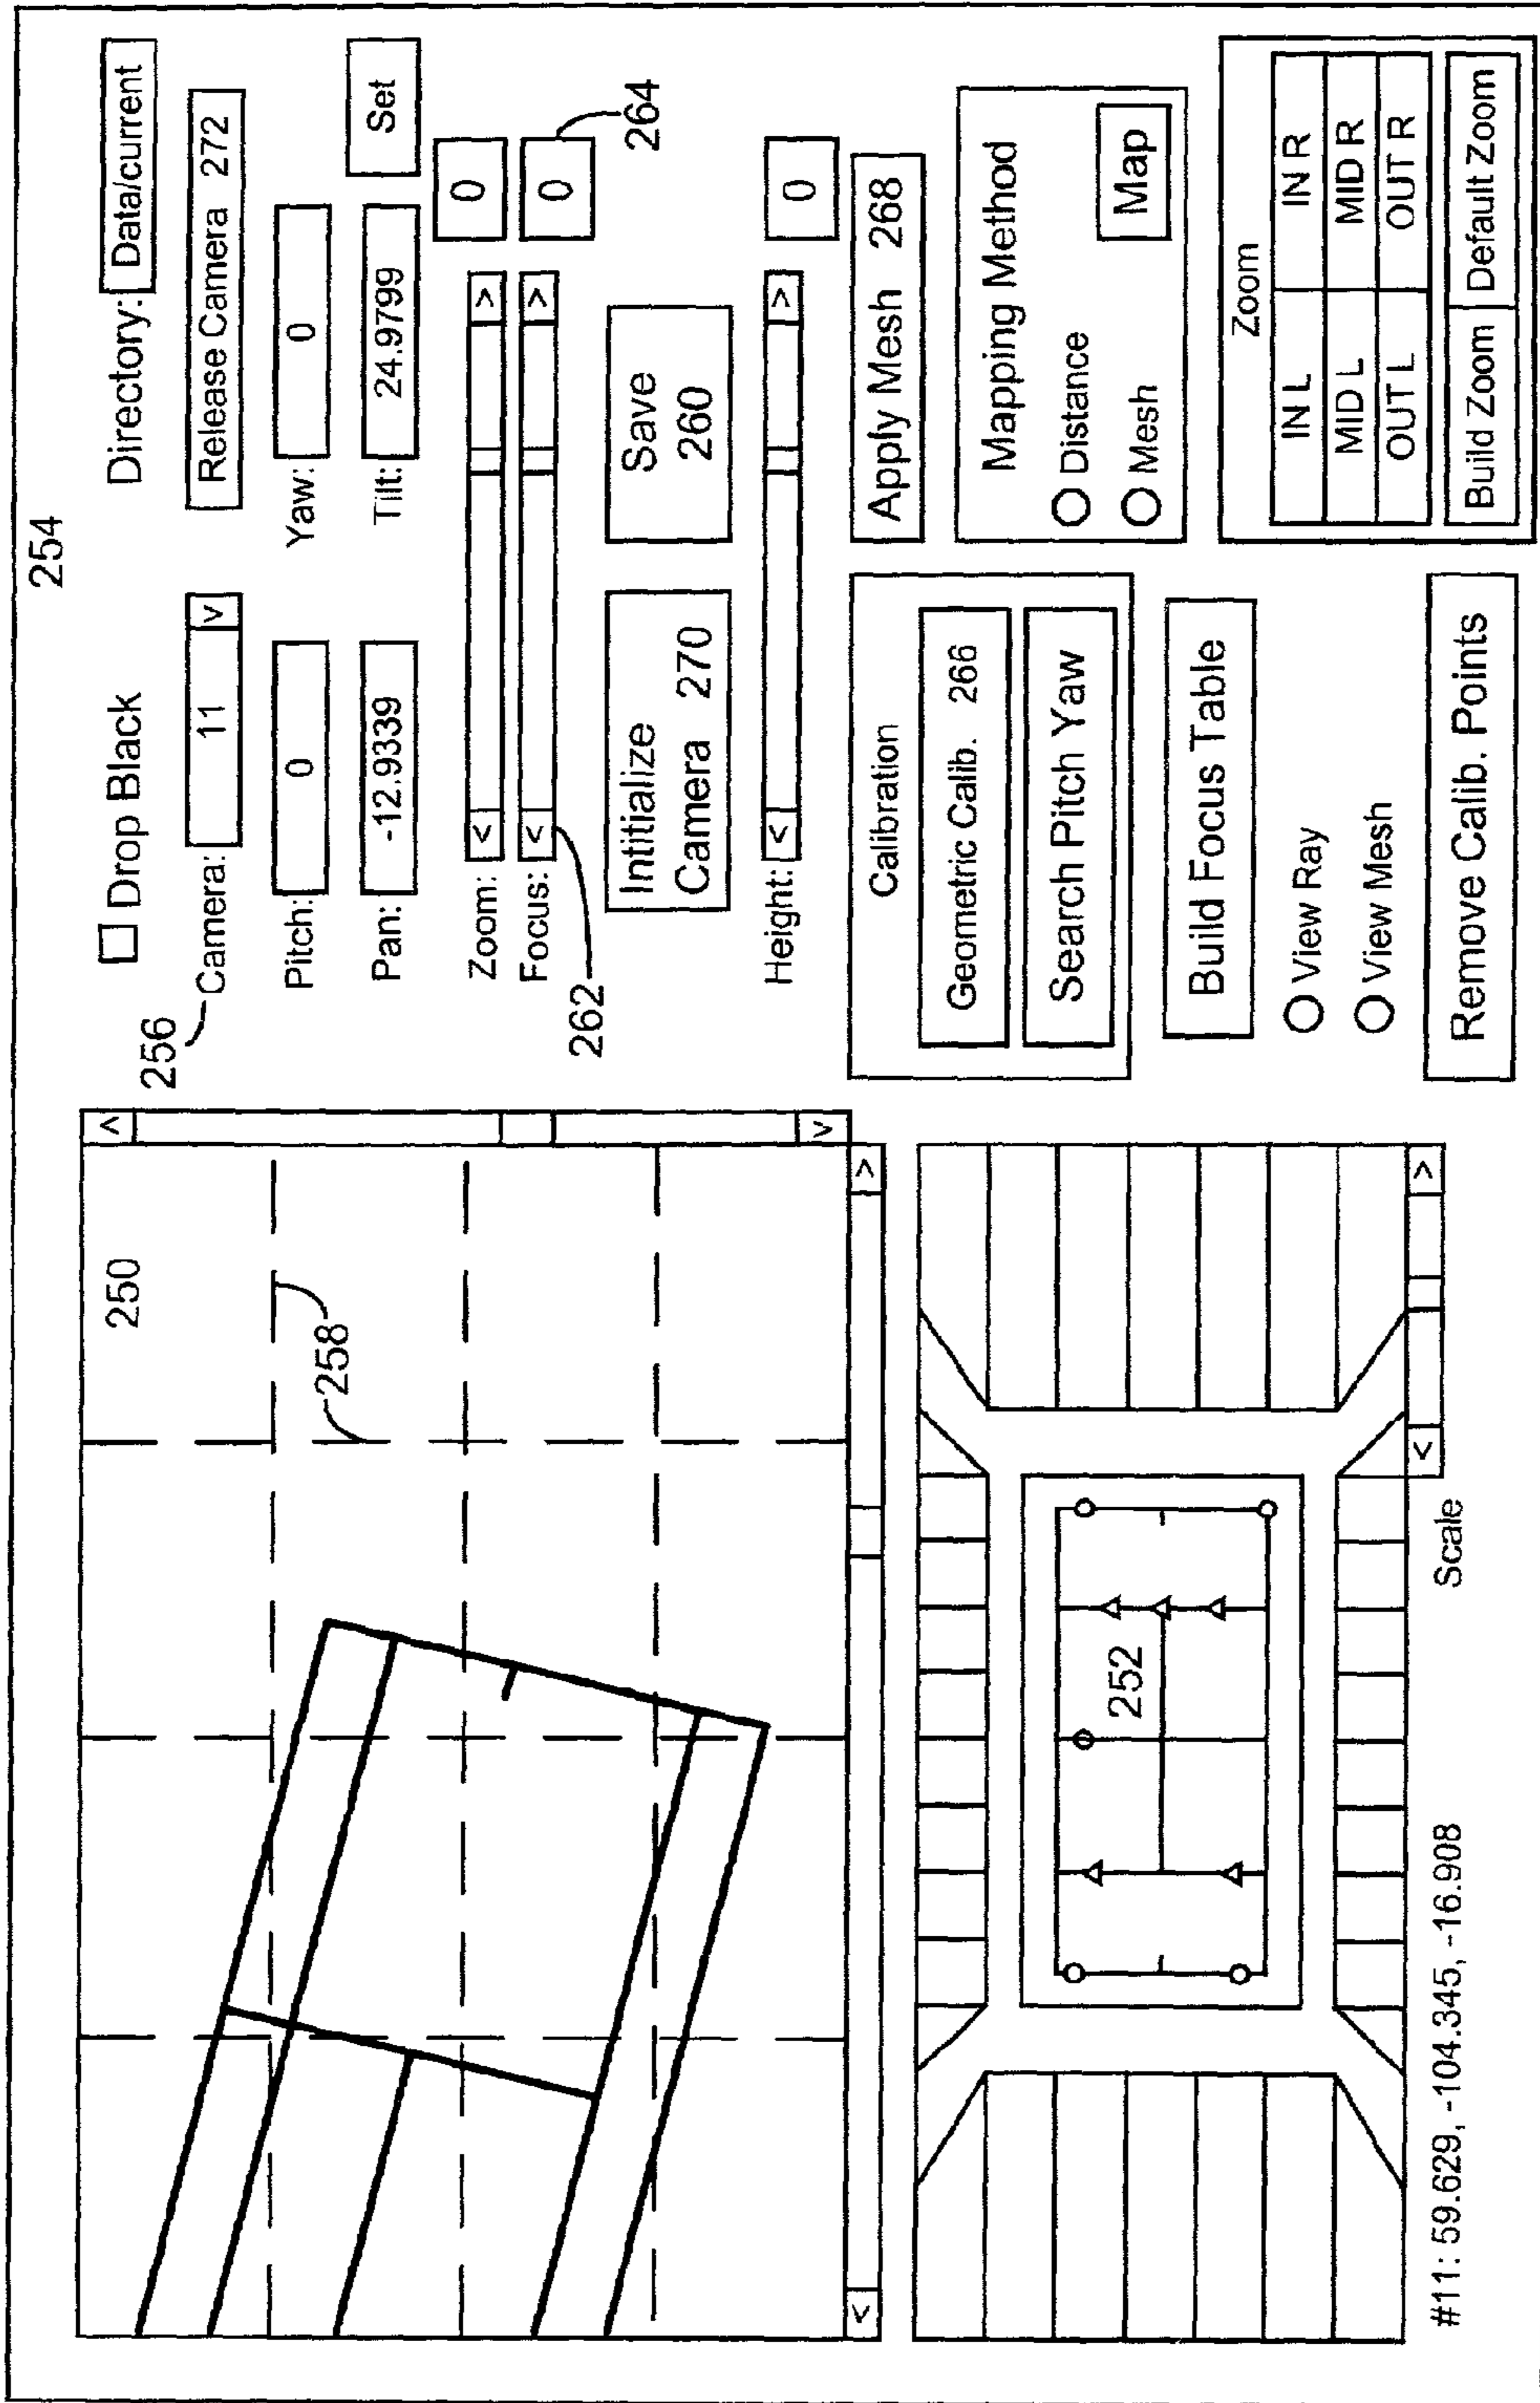 254
250
258
256
☐ Drop Black
Directory: Data/current
Camera: 11 v
Release Camera 272
Pitch: 0
Yaw: 0
Pan: -12.9339
Tilt: 24.9799
Set
Zoom: < > 0
Focus: < > 0
262
264
Intitialize
Camera 270
Save
260
Height: < > 0
Calibration
Geometric Calib. 266
Search Pitch Yaw
Apply Mesh 268
Build Focus Table
Mapping Method
Distance
Mesh
Map
View Ray
View Mesh
Remove Calib. Points
Zoom
IN L IN R
MID L MID R
OUT L OUT R
Build Zoom Default Zoom
252
#11: 59.629, -104.345, -16.908
Scale < >